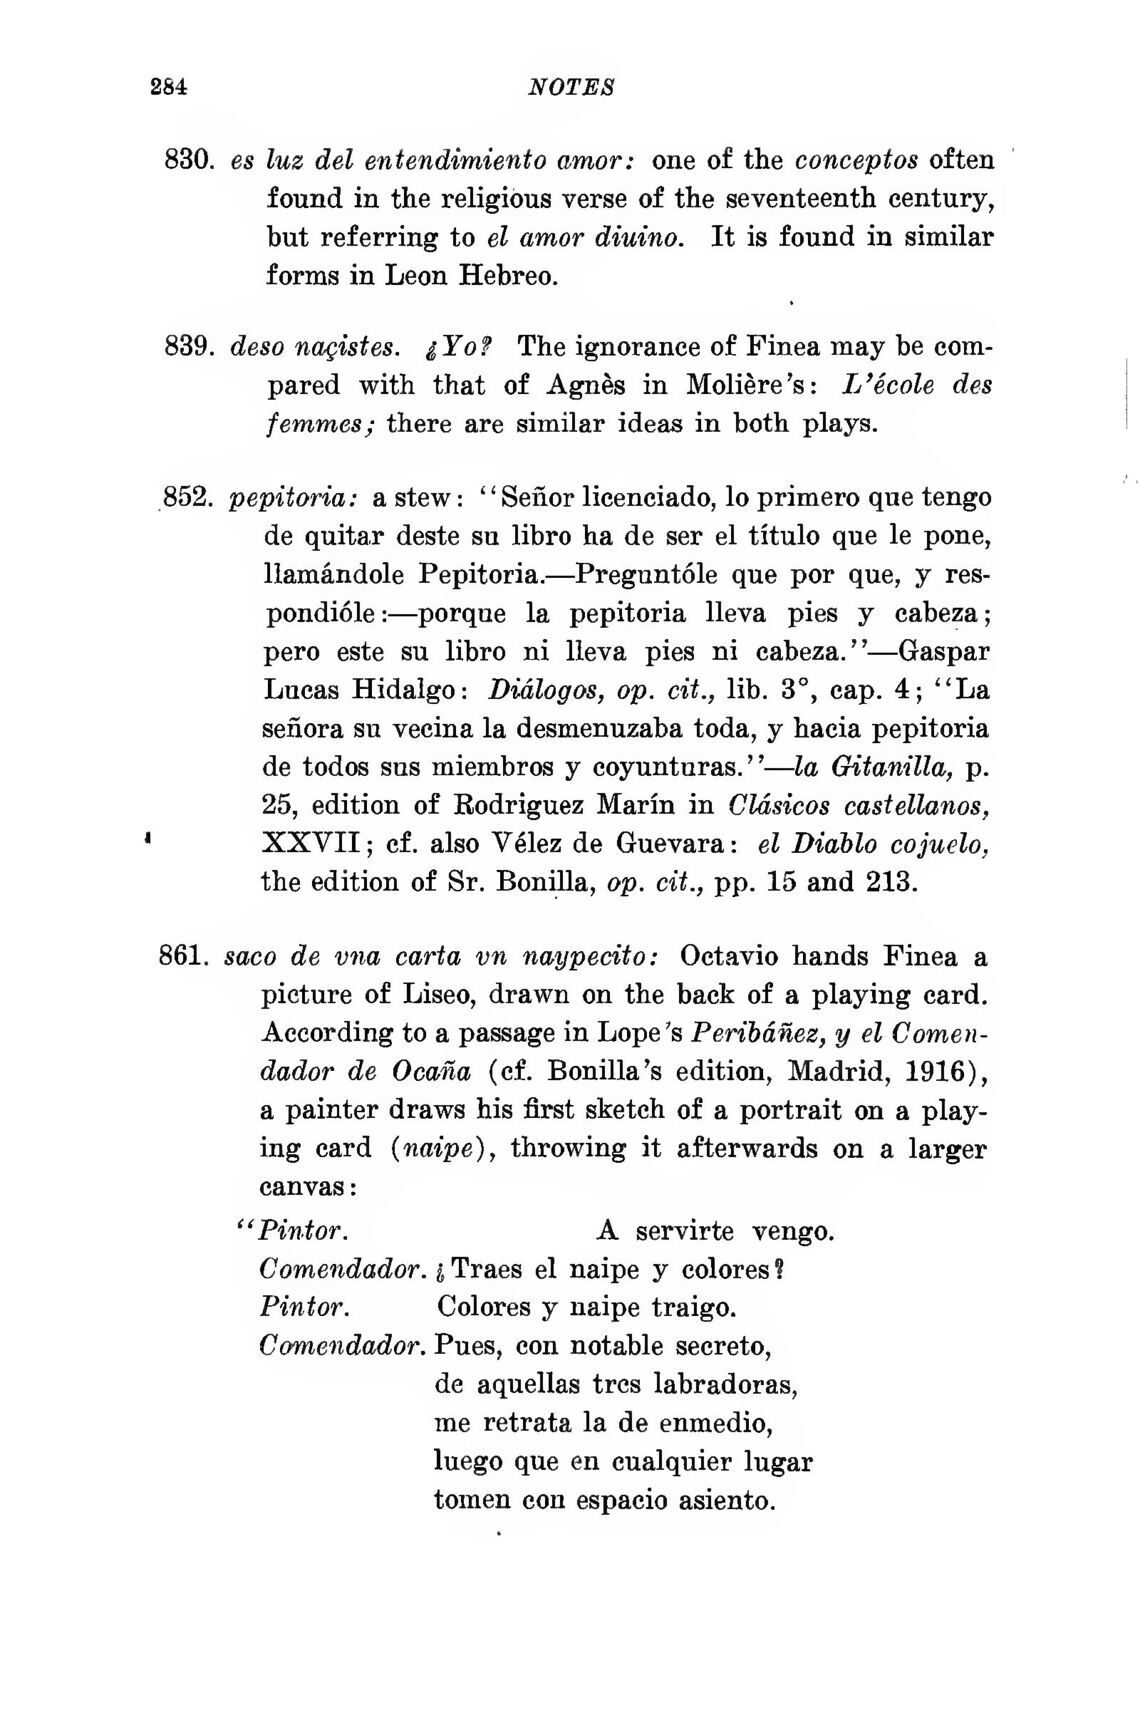 284 NOTES
830. es luz del entendimiento amor: one of the conceptos often
found in the religious verse of the seventeenth century,
but referring to el amor diuino. It is found in similar
forms in Leon Hebreo.
839. deso naçistes. ¿Yo? The ignorance of Finea may be com-
pared with that of Agnès in Molière's: L'école des
femmes; there are similar ideas in both plays.
852. pepitoria: a stew: "Señor licenciado, lo primero que tengo
de quitar deste su libro ha de ser el título que le pone,
llamándole Pepitoria.—Preguntóle que por que, y res-
pondióle:—porque la pepitoria lleva pies y cabeza;
pero este su libro ni lleva pies ni cabeza."—Gaspar
Lucas Hidalgo: Diálogos, op. cit., lib. 3°, cap. 4; "La
señora su vecina la desmenuzaba toda, y hacia pepitoria
de todos sus miembros y coyunturas."—la Gitanilla, p.
25, edition of Rodriguez Marín in Clásicos castellanos,
XXVII; cf. also Vélez de Guevara: el Diablo cojuelo,
the edition of Sr. Bonilla, op. cit., pp. 15 and 213.
861. saco de vna carta vn naypecito: Octavio hands Finea a
picture of Liseo, drawn on the back of a playing card.
According to a passage in Lope's Peribáñez, y el Comen-
dador de Ocaña (cf. Bonilla's edition, Madrid, 1916),
a painter draws his first sketch of a portrait on a play-
ing card (naipe), throwing it afterwards on a larger
canvas:
"Pintor. A servirte vengo.
Comendador. ¿Traes el naipe y colores?
Pintor. Colores y naipe traigo.
Comendador. Pues, con notable secreto,
de aquellas tres labradoras,
me retrata la de enmedio,
luego que en cualquier lugar
tomen con espacio asiento.